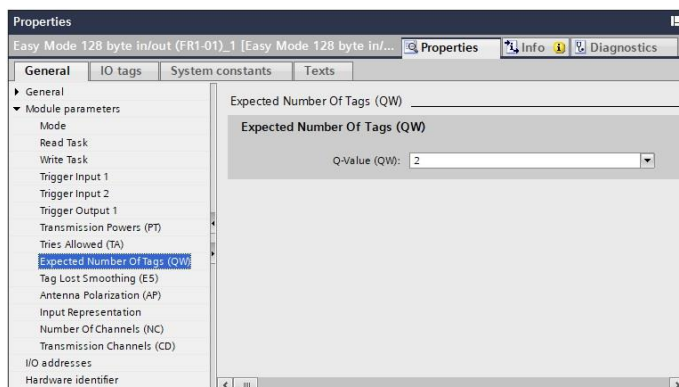 Properties
Easy Mode 128 byte in/out (FR1-01)_1 [Easy Mode 128 byte in/...
Properties
Info
Diagnostics
General
IO tags
System constants
Texts
General
Module parameters
Mode
Read Task
Write Task
Trigger Input 1
Trigger Input 2
Trigger Output 1
Transmission Powers (PT)
Tries Allowed (TA)
Expected Number Of Tags (QW)
Tag Lost Smoothing (E5)
Antenna Polarization (AP)
Input Representation
Number Of Channels (NC)
Transmission Channels (CD)
I/O addresses
Hardware identifier
Expected Number Of Tags (QW)
Expected Number Of Tags (QW)
Q-Value (QW): 2